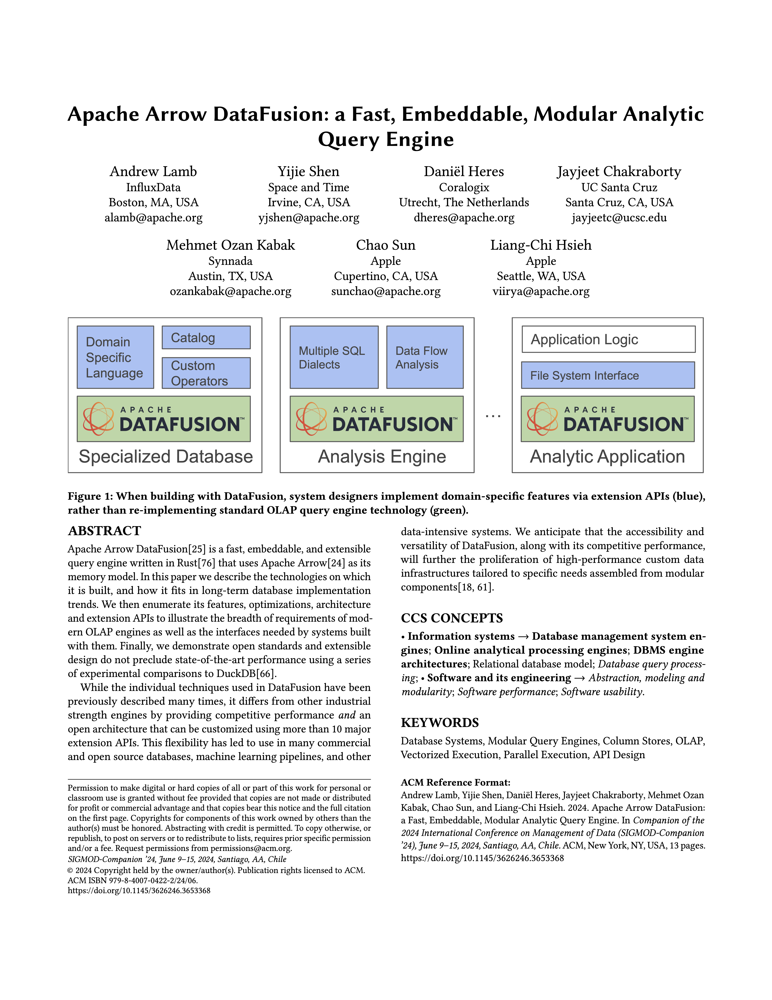 Apache Arrow DataFusion: a Fast, Embeddable, Modular Analytic
Query Engine
Andrew Lamb
InfluxData
Boston, MA, USA
alamb@apache.org
Yijie Shen
Space and Time
Irvine, CA, USA
yjshen@apache.org
Daniël Heres
Coralogix
Utrecht, The Netherlands
dheres@apache.org
Jayjeet Chakraborty
UC Santa Cruz
Santa Cruz, CA, USA
jayjeetc@ucsc.edu
Mehmet Ozan Kabak
Synnada
Austin, TX, USA
ozankabak@apache.org
Chao Sun
Apple
Cupertino, CA, USA
sunchao@apache.org
Liang-Chi Hsieh
Apple
Seattle, WA, USA
viirya@apache.org
Domain
Specific
Language
Catalog
Custom
Operators
APACHE
DATAFUSION™
Specialized Database
Multiple SQL
Dialects
Data Flow
Analysis
APACHE
DATAFUSION™
Analysis Engine
...
Application Logic
File System Interface
APACHE
DATAFUSION™
Analytic Application
Figure 1: When building with DataFusion, system designers implement domain-specific features via extension APIs (blue),
rather than re-implementing standard OLAP query engine technology (green).
ABSTRACT
Apache Arrow DataFusion[25] is a fast, embeddable, and extensible
query engine written in Rust[76] that uses Apache Arrow[24] as its
memory model. In this paper we describe the technologies on which
it is built, and how it fits in long-term database implementation
trends. We then enumerate its features, optimizations, architecture
and extension APIs to illustrate the breadth of requirements of mod-
ern OLAP engines as well as the interfaces needed by systems built
with them. Finally, we demonstrate open standards and extensible
design do not preclude state-of-the-art performance using a series
of experimental comparisons to DuckDB[66].
While the individual techniques used in DataFusion have been
previously described many times, it differs from other industrial
strength engines by providing competitive performance and an
open architecture that can be customized using more than 10 major
extension APIs. This flexibility has led to use in many commercial
and open source databases, machine learning pipelines, and other
Permission to make digital or hard copies of all or part of this work for personal or
classroom use is granted without fee provided that copies are not made or distributed
for profit or commercial advantage and that copies bear this notice and the full citation
on the first page. Copyrights for components of this work owned by others than the
author(s) must be honored. Abstracting with credit is permitted. To copy otherwise, or
republish, to post on servers or to redistribute to lists, requires prior specific permission
and/or a fee. Request permissions from permissions@acm.org.
SIGMOD-Companion ’24, June 9–15, 2024, Santiago, AA, Chile
© 2024 Copyright held by the owner/author(s). Publication rights licensed to ACM.
ACM ISBN 979-8-4007-0422-2/24/06.
https://doi.org/10.1145/3626246.3653368
data-intensive systems. We anticipate that the accessibility and
versatility of DataFusion, along with its competitive performance,
will further the proliferation of high-performance custom data
infrastructures tailored to specific needs assembled from modular
components[18, 61].
CCS CONCEPTS
• Information systems → Database management system en-
gines; Online analytical processing engines; DBMS engine
architectures; Relational database model; Database query process-
ing; • Software and its engineering → Abstraction, modeling and
modularity; Software performance; Software usability.
KEYWORDS
Database Systems, Modular Query Engines, Column Stores, OLAP,
Vectorized Execution, Parallel Execution, API Design
ACM Reference Format:
Andrew Lamb, Yijie Shen, Daniël Heres, Jayjeet Chakraborty, Mehmet Ozan
Kabak, Chao Sun, and Liang-Chi Hsieh. 2024. Apache Arrow DataFusion:
a Fast, Embeddable, Modular Analytic Query Engine. In Companion of the
2024 International Conference on Management of Data (SIGMOD-Companion
’24), June 9–15, 2024, Santiago, AA, Chile. ACM, New York, NY, USA, 13 pages.
https://doi.org/10.1145/3626246.3653368